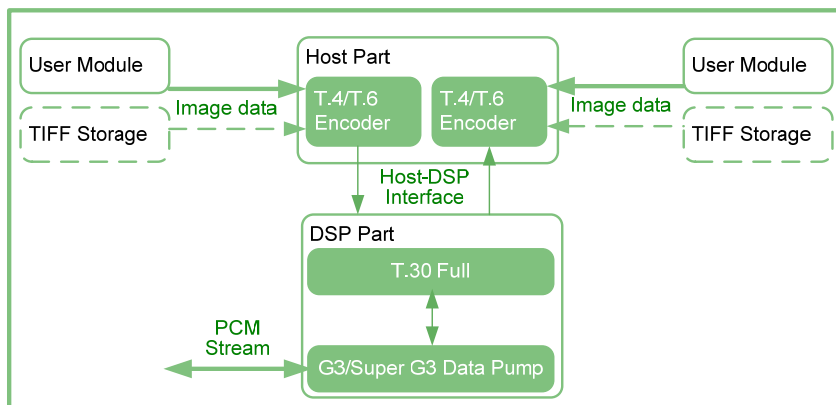 User Module
TIFF Storage
Image data
Host Part
T.4/T.6
Encoder
T.4/T.6
Encoder
Image data
User Module
TIFF Storage
Host-DSP
Interface
DSP Part
T.30 Full
PCM
Stream
G3/Super G3 Data Pump